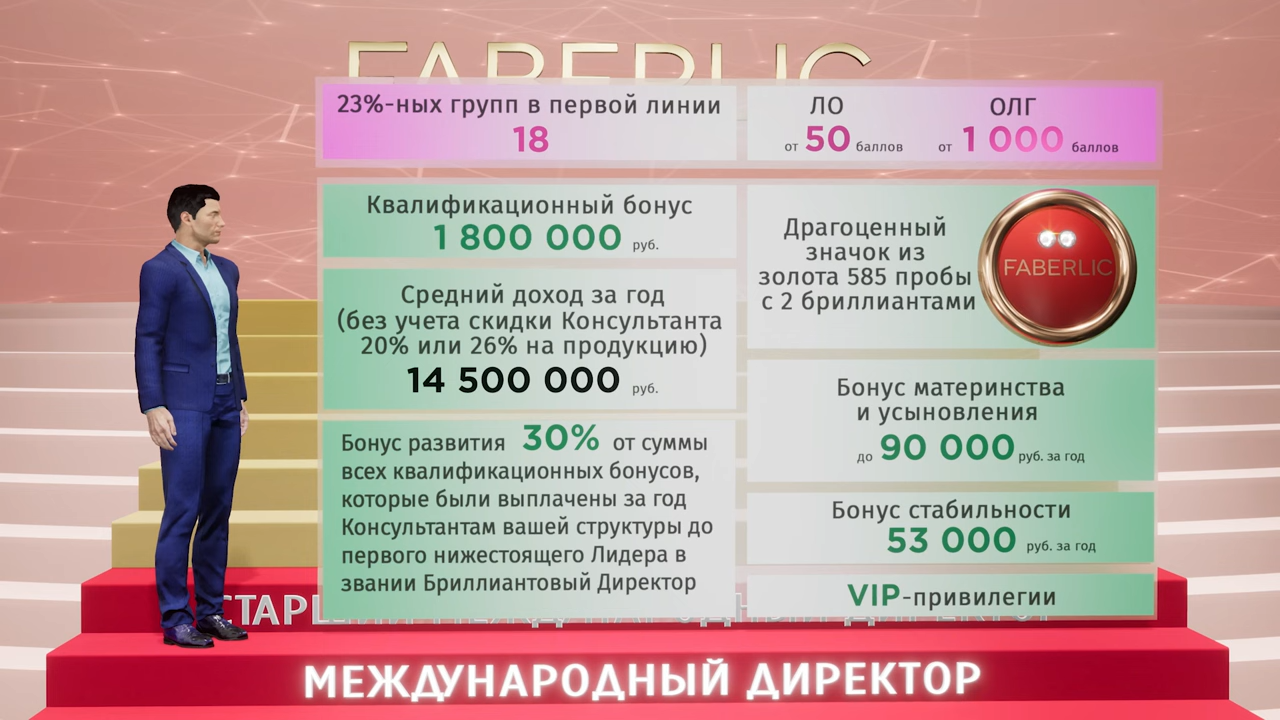 FABERLIC
23%-ных групп в первой линии
18
ЛО
от 50 баллов
ОЛГ
от 1 000 баллов
Квалификационный бонус
1 800 000 руб.
Средний доход за год
(без учета скидки Консультанта
20% или 26% на продукцию)
14 500 000 руб.
Бонус развития 30% от суммы
всех квалификационных бонусов,
которые были выплачены за год
Консультантам вашей структуры до
первого нижестоящего Лидера в
звании Бриллиантовый Директор
Драгоценный
значок из
золота 585 пробы
с 2 бриллиантами
FABERLIC
Бонус материнства
и усыновления
до 90 000 руб. за год
Бонус стабильности
53 000 руб. за год
VIP-привилегии
СТАРШИЙ МЕЖДУНАРОДНЫЙ ДИРЕКТОР
МЕЖДУНАРОДНЫЙ ДИРЕКТОР